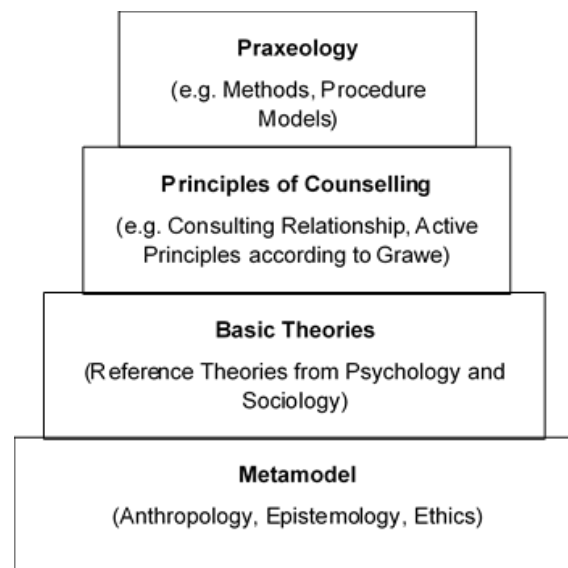 Praxeology
(e.g. Methods, Procedure
Models)
Principles of Counselling
(e.g. Consulting Relationship, Active
Principles according to Grawe)
Basic Theories
(Reference Theories from Psychology and
Sociology)
Metamodel
(Anthropology, Epistemology, Ethics)